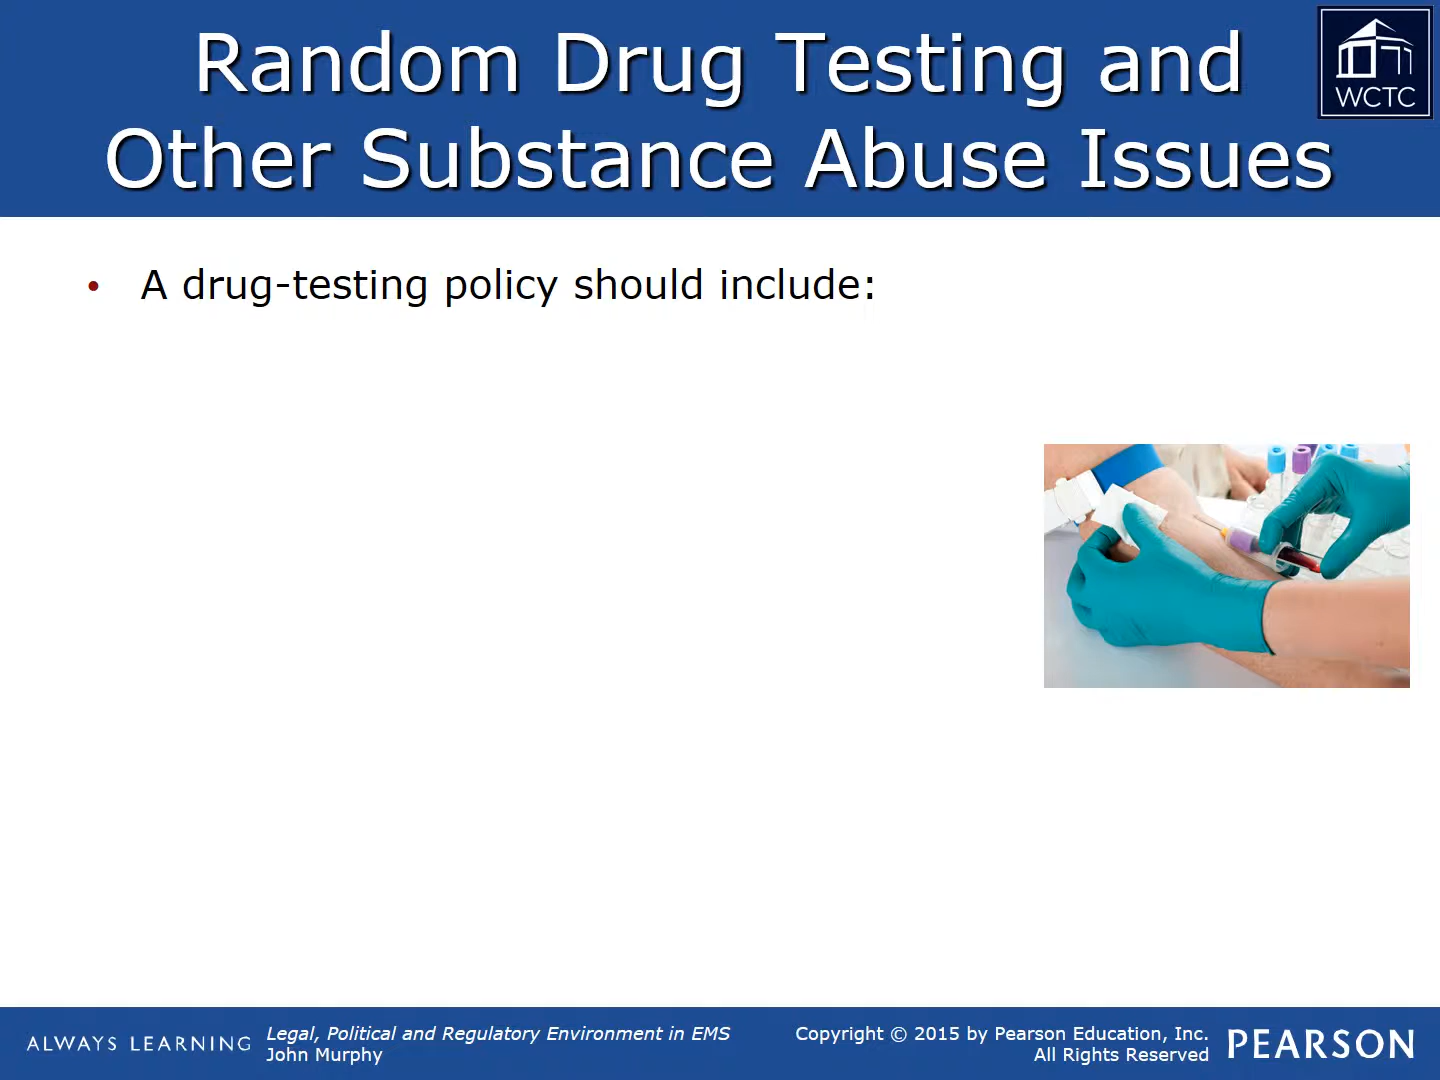 Random Drug Testing and
Other Substance Abuse Issues
WCTC
• A drug-testing policy should include:
ALWAYS LEARNING
Legal, Political and Regulatory Environment in EMS
John Murphy
Copyright © 2015 by Pearson Education, Inc.
All Rights Reserved
PEARSON